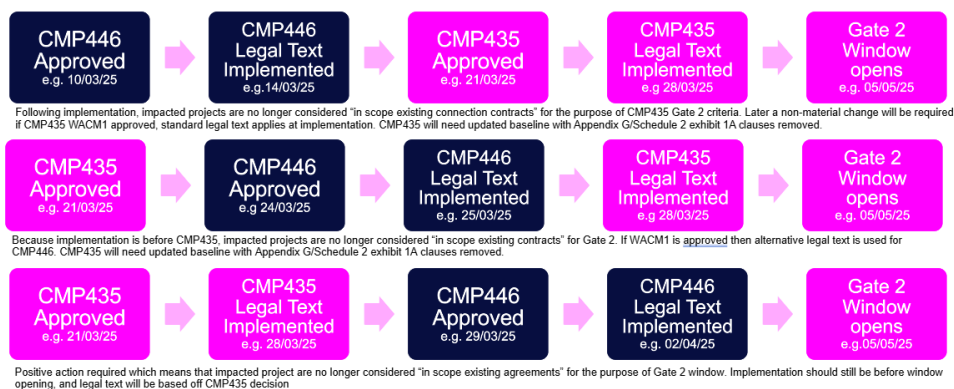 CMP446
Approved
e.g. 10/03/25
CMP446
Legal Text
Implemented
e.g.14/03/25
CMP435
Approved
e.g. 21/03/25
CMP435
Legal Text
Implemented
e.g 28/03/25
Gate 2
Window
opens
e.g. 05/05/25
Following implementation, impacted projects are no longer considered "in scope existing connection contracts" for the purpose of CMP435 Gate 2 criteria. Later a non-material change will be required
if CMP435 WACM1 approved, standard legal text applies at implementation. CMP435 will need updated baseline with Appendix G/Schedule 2 exhibit 1A clauses removed.
CMP435
Approved
e.g. 21/03/25
CMP446
Approved
e.g. 24/03/25
CMP446
Legal Text
Implemented
e.g. 25/03/25
CMP435
Legal Text
Implemented
e.g 28/03/25
Gate 2
Window
opens
e.g. 05/05/25
Because implementation is before CMP435, impacted projects are no longer considered "in scope existing contracts" for Gate 2. If WACM1 is approved then alternative legal text is used for
CMP446. CMP435 will need updated baseline with Appendix G/Schedule 2 exhibit 1A clauses removed.
CMP435
Approved
e.g. 21/03/25
CMP435
Legal Text
Implemented
e.g. 28/03/25
CMP446
Approved
e.g. 29/03/25
CMP446
Legal Text
Implemented
e.g. 02/04/25
Gate 2
Window
opens
e.g.05/05/25
Positive action required which means that impacted project are no longer considered "in scope existing agreements" for the purpose of Gate 2 window. Implementation should still be before window
opening, and legal text will be based off CMP435 decision